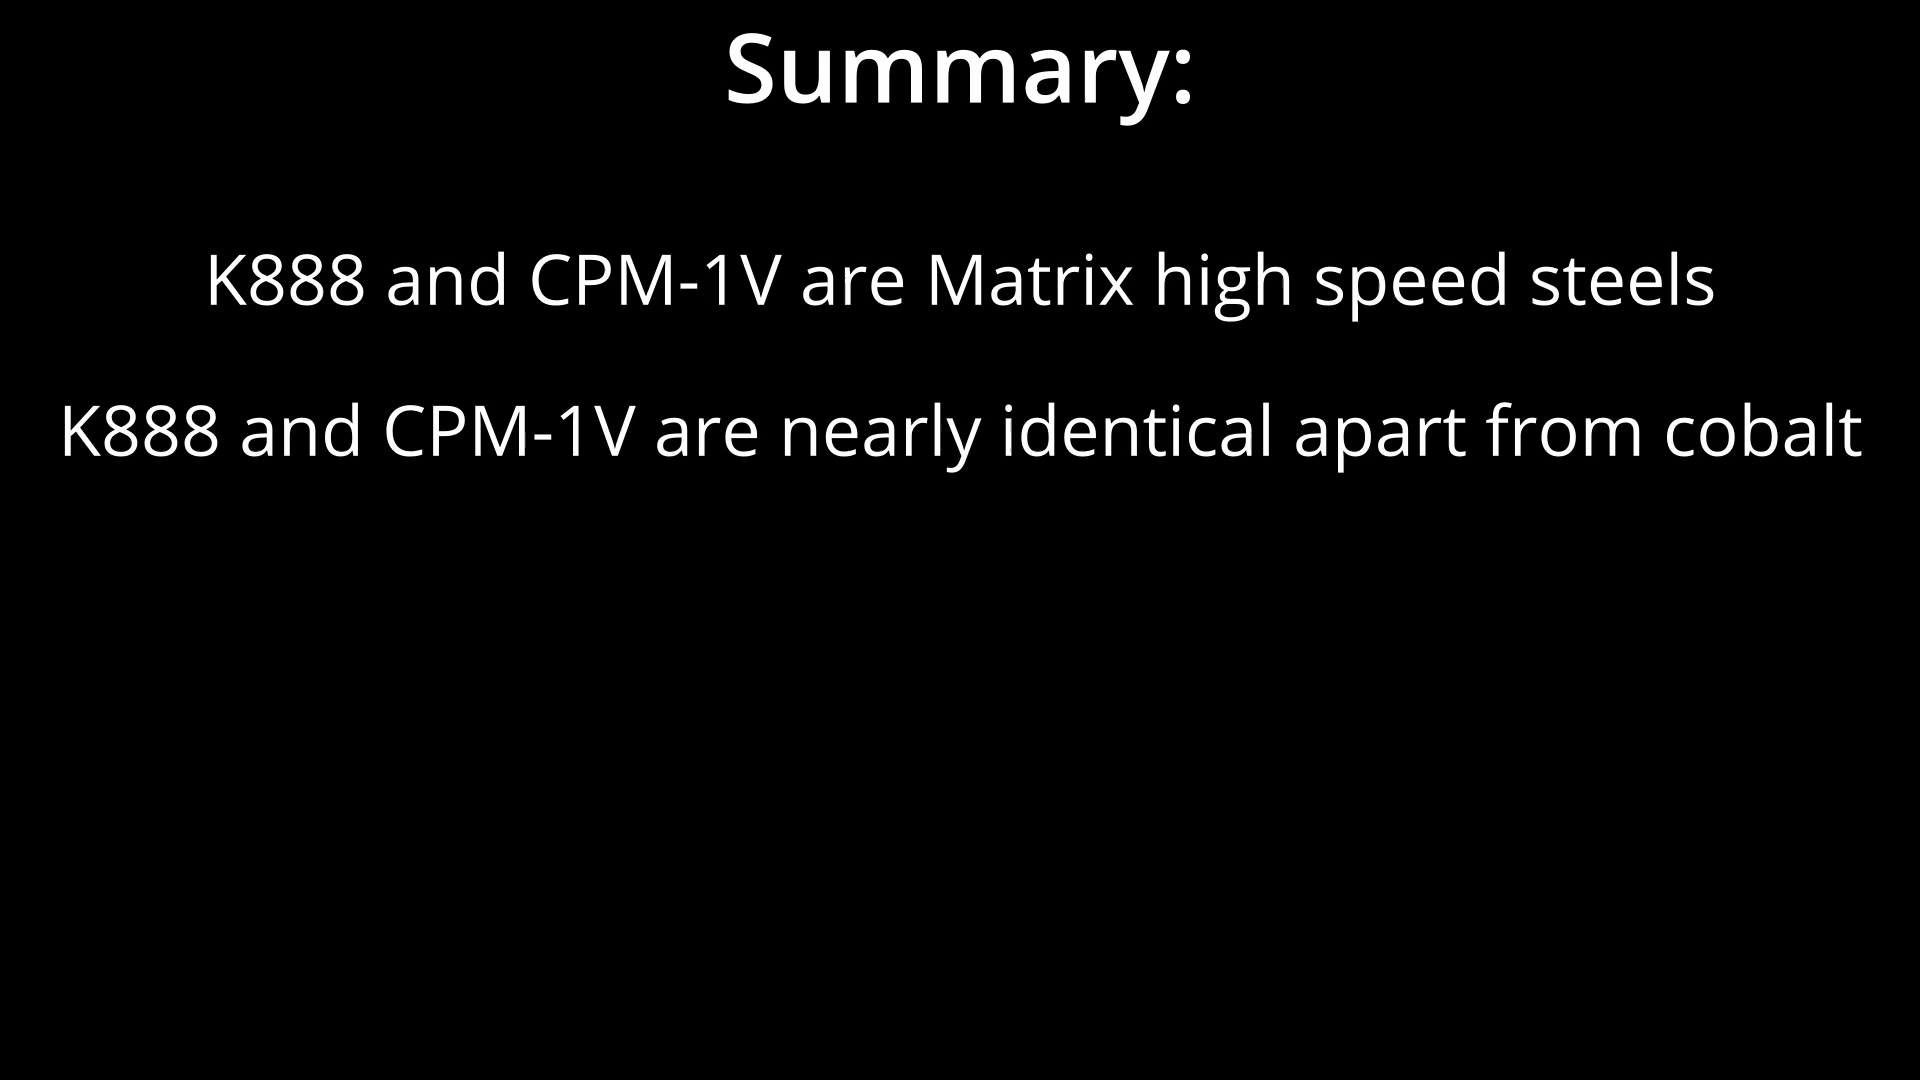 Summary:
K888 and CPM-1V are Matrix high speed steels
K888 and CPM-1V are nearly identical apart from cobalt